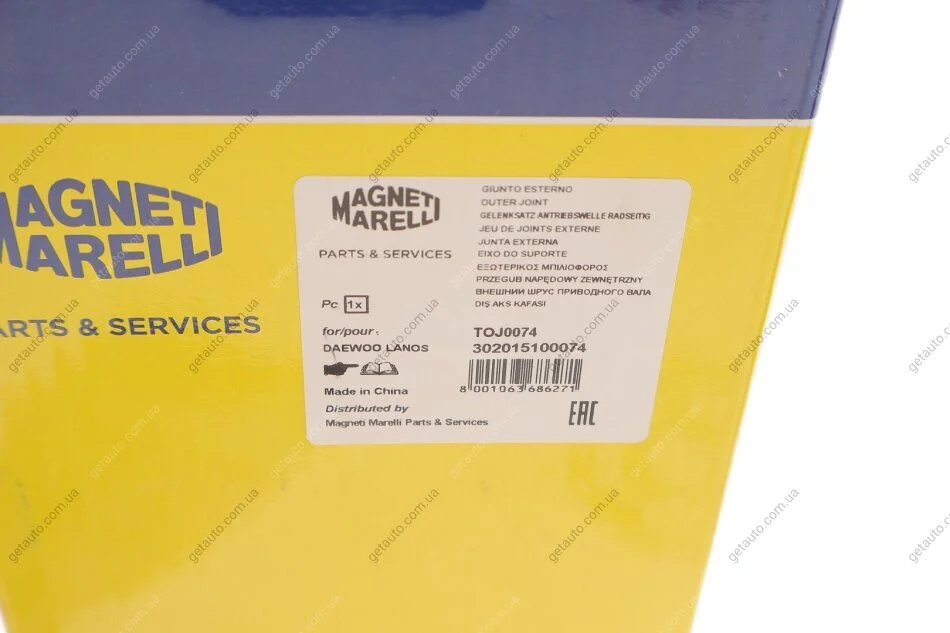 MAGNETI
MARELLI
PARTS & SERVICES
MAGNETI
MARELLI
PARTS & SERVICES
GIUNTO ESTERNO
OUTER JOINT
GELENKSATZ ANTRIEBSWELLE RADSEITIG
JEU DE JOINTS EXTERNE
JUNTA EXTERNA
EIXO DO SUPORTE
ΕΞΩΤΕΡΙΚΟΣ ΜΠΙΛΙΟΦΟΡΟΣ
PRZEGUB NAPĘDOWY ZEWNĘTRZNY
ВНЕШНИЙ ШРУС ПРИВОДНОГО ВАЛА
DIŞ AKS KAFASI
Pc 1x
for/pour:
DAEWOO LANOS
TOJ0074
302015100074
8 001063 686271
Made in China
Distributed by
Magneti Marelli Parts & Services
EAC
getauto.com.ua